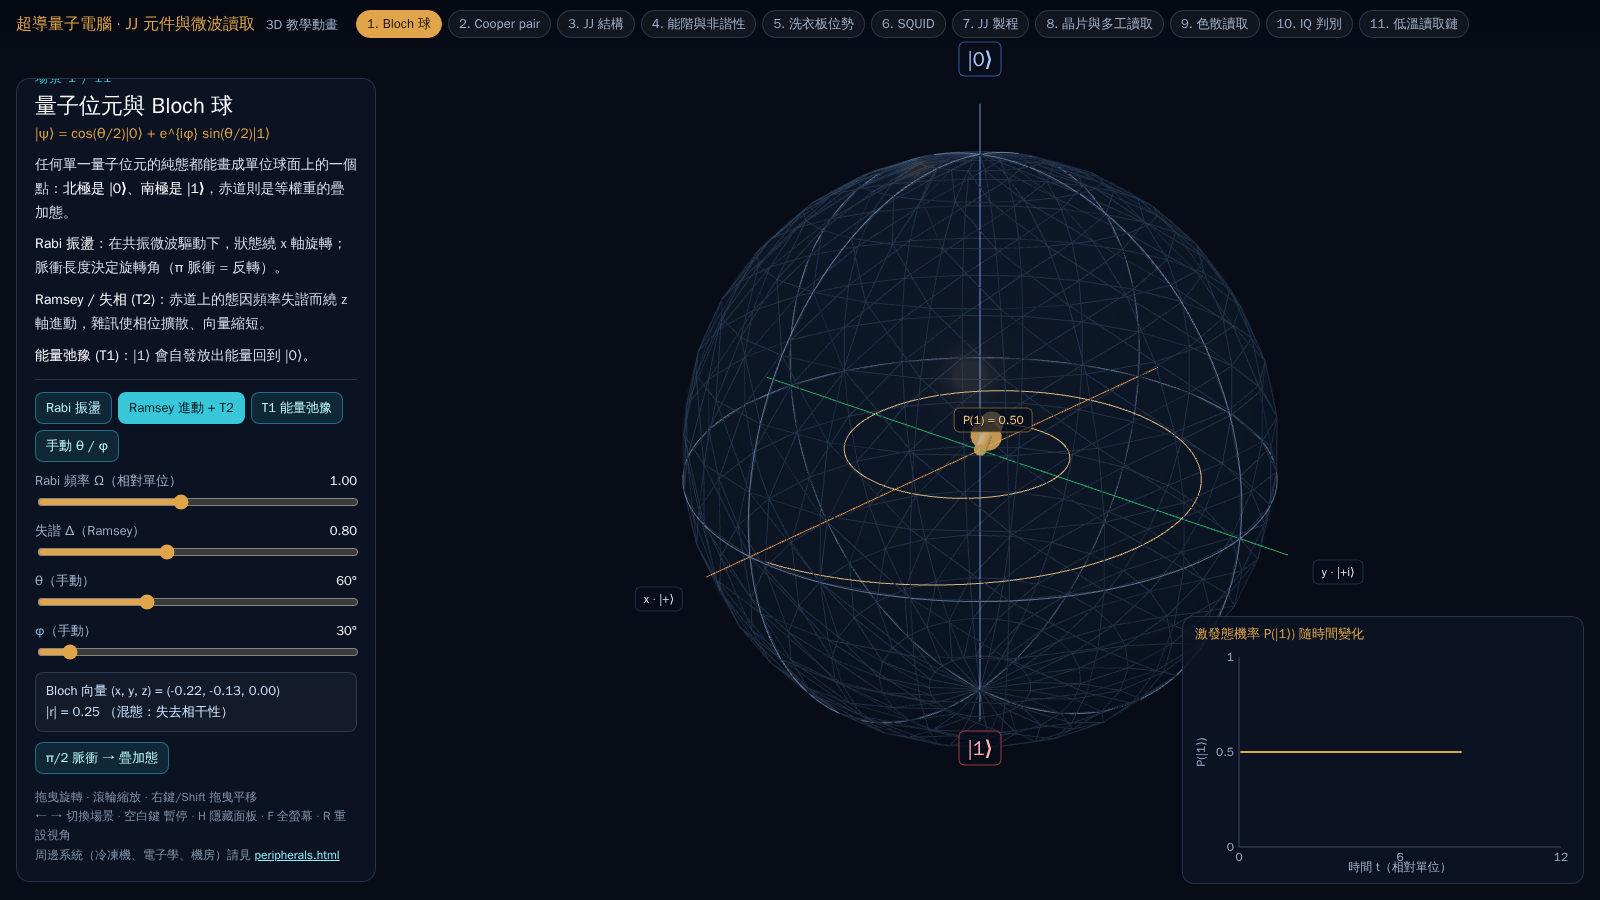 超導量子電腦 · JJ 元件與微波讀取 3D 教學動畫
1. Bloch 球
2. Cooper pair
3. JJ 結構
4. 能階與非諧性
5. 洗衣板位勢
6. SQUID
7. JJ 製程
8. 晶片與多工讀取
9. 色散讀取
10. IQ 判別
11. 低溫讀取鏈
場景 1 / 11
量子位元與 Bloch 球
|ψ⟩ = cos(θ/2)|0⟩ + e^{iφ} sin(θ/2)|1⟩
任何單一量子位元的純態都能畫成單位球面上的一個
點：北極是 |0⟩、南極是 |1⟩，赤道則是等權重的疊
加態。
Rabi 振盪：在共振微波驅動下，狀態繞 x 軸旋轉；
脈衝長度決定旋轉角（π 脈衝 = 反轉）。
Ramsey / 失相 (T2)：赤道上的態因頻率失諧而繞 z
軸進動，雜訊使相位擴散、向量縮短。
能量弛豫 (T1)：|1⟩ 會自發放出能量回到 |0⟩。
Rabi 振盪
Ramsey 進動 + T2
T1 能量弛豫
手動 θ / φ
Rabi 頻率 Ω（相對單位） 1.00
失諧 Δ（Ramsey） 0.80
θ（手動） 60°
φ（手動） 30°
Bloch 向量 (x, y, z) = (-0.22, -0.13, 0.00)
|r| = 0.25 （混態：失去相干性）
π/2 脈衝 → 疊加態
拖曳旋轉 · 滾輪縮放 · 右鍵/Shift 拖曳平移
← → 切換場景 · 空白鍵 暫停 · H 隱藏面板 · F 全螢幕 · R 重
設視角
周邊系統（冷凍機、電子學、機房）請見 peripherals.html
|0⟩
P(1) = 0.50
x · |+⟩
y · |+i⟩
|1⟩
激發態機率 P(|1⟩) 隨時間變化
1
0.5
0
P(|1⟩)
0 6 12
時間 t（相對單位）